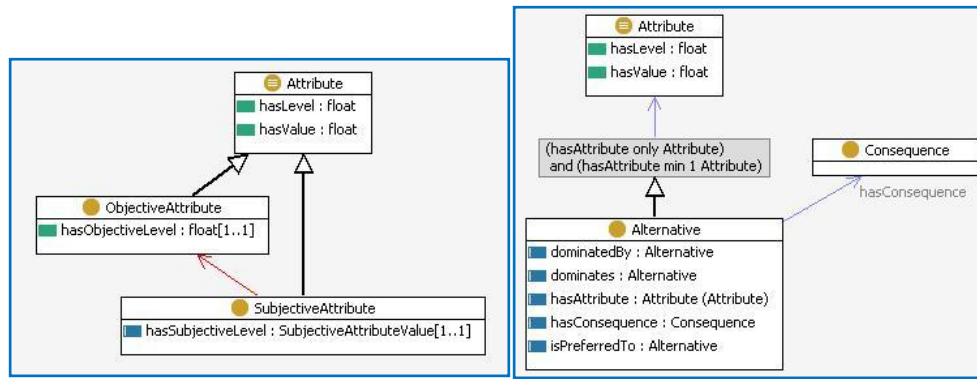 Attribute
hasLevel : float
hasValue : float
ObjectiveAttribute
hasObjectiveLevel : float[1..1]
SubjectiveAttribute
hasSubjectiveLevel : SubjectiveAttributeValue[1..1]
Attribute
hasLevel : float
hasValue : float
(hasAttribute only Attribute)
and (hasAttribute min 1 Attribute)
Consequence
hasConsequence
Alternative
dominatedBy : Alternative
dominates : Alternative
hasAttribute : Attribute (Attribute)
hasConsequence : Consequence
isPreferredTo : Alternative